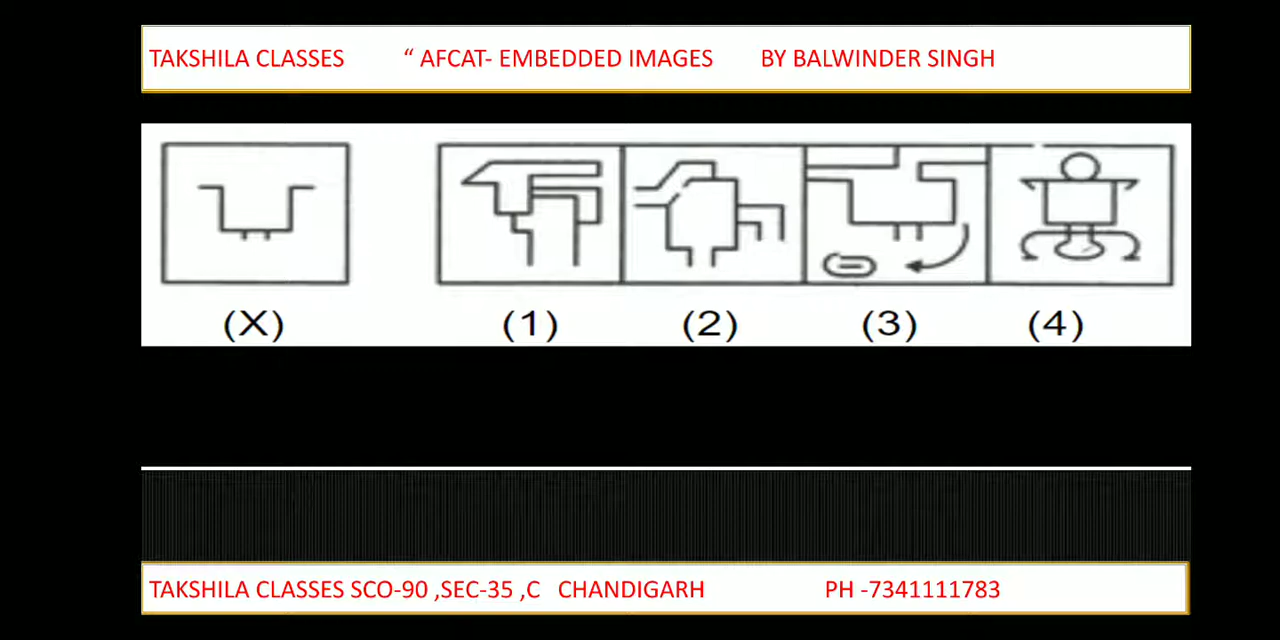 TAKSHILA CLASSES “ AFCAT- EMBEDDED IMAGES BY BALWINDER SINGH
(X) (1) (2) (3) (4)
TAKSHILA CLASSES SCO-90 ,SEC-35 ,C CHANDIGARH PH -7341111783